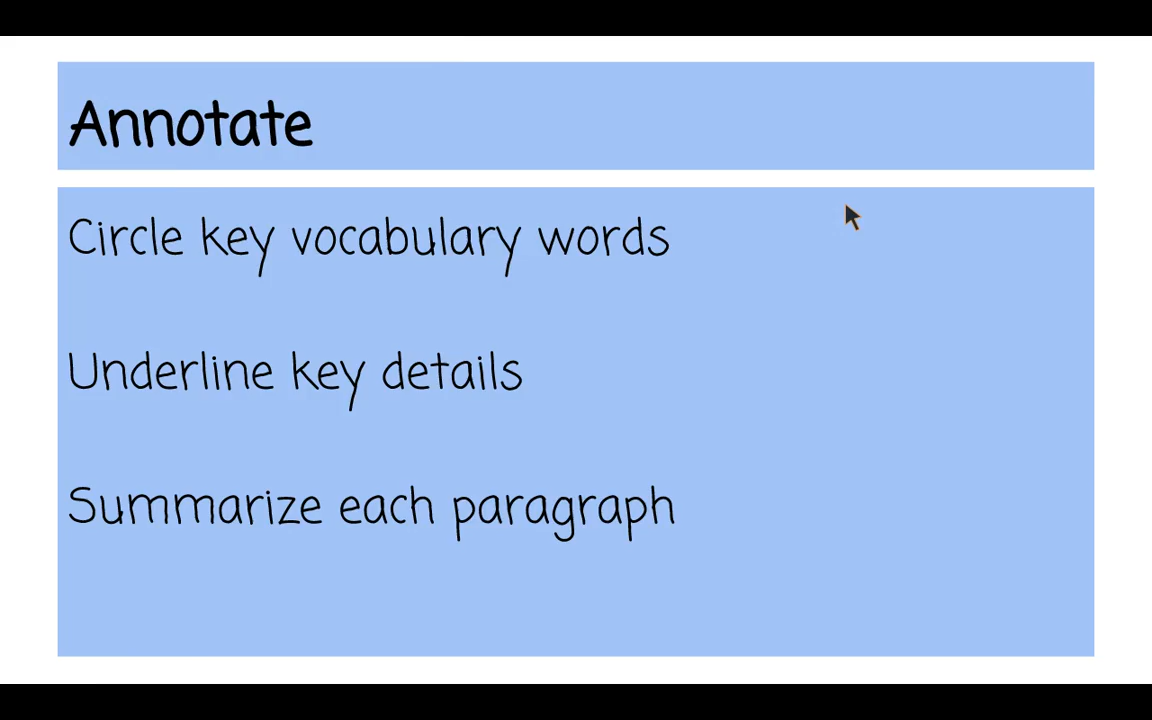 Annotate
Circle key vocabulary words
Underline key details
Summarize each paragraph